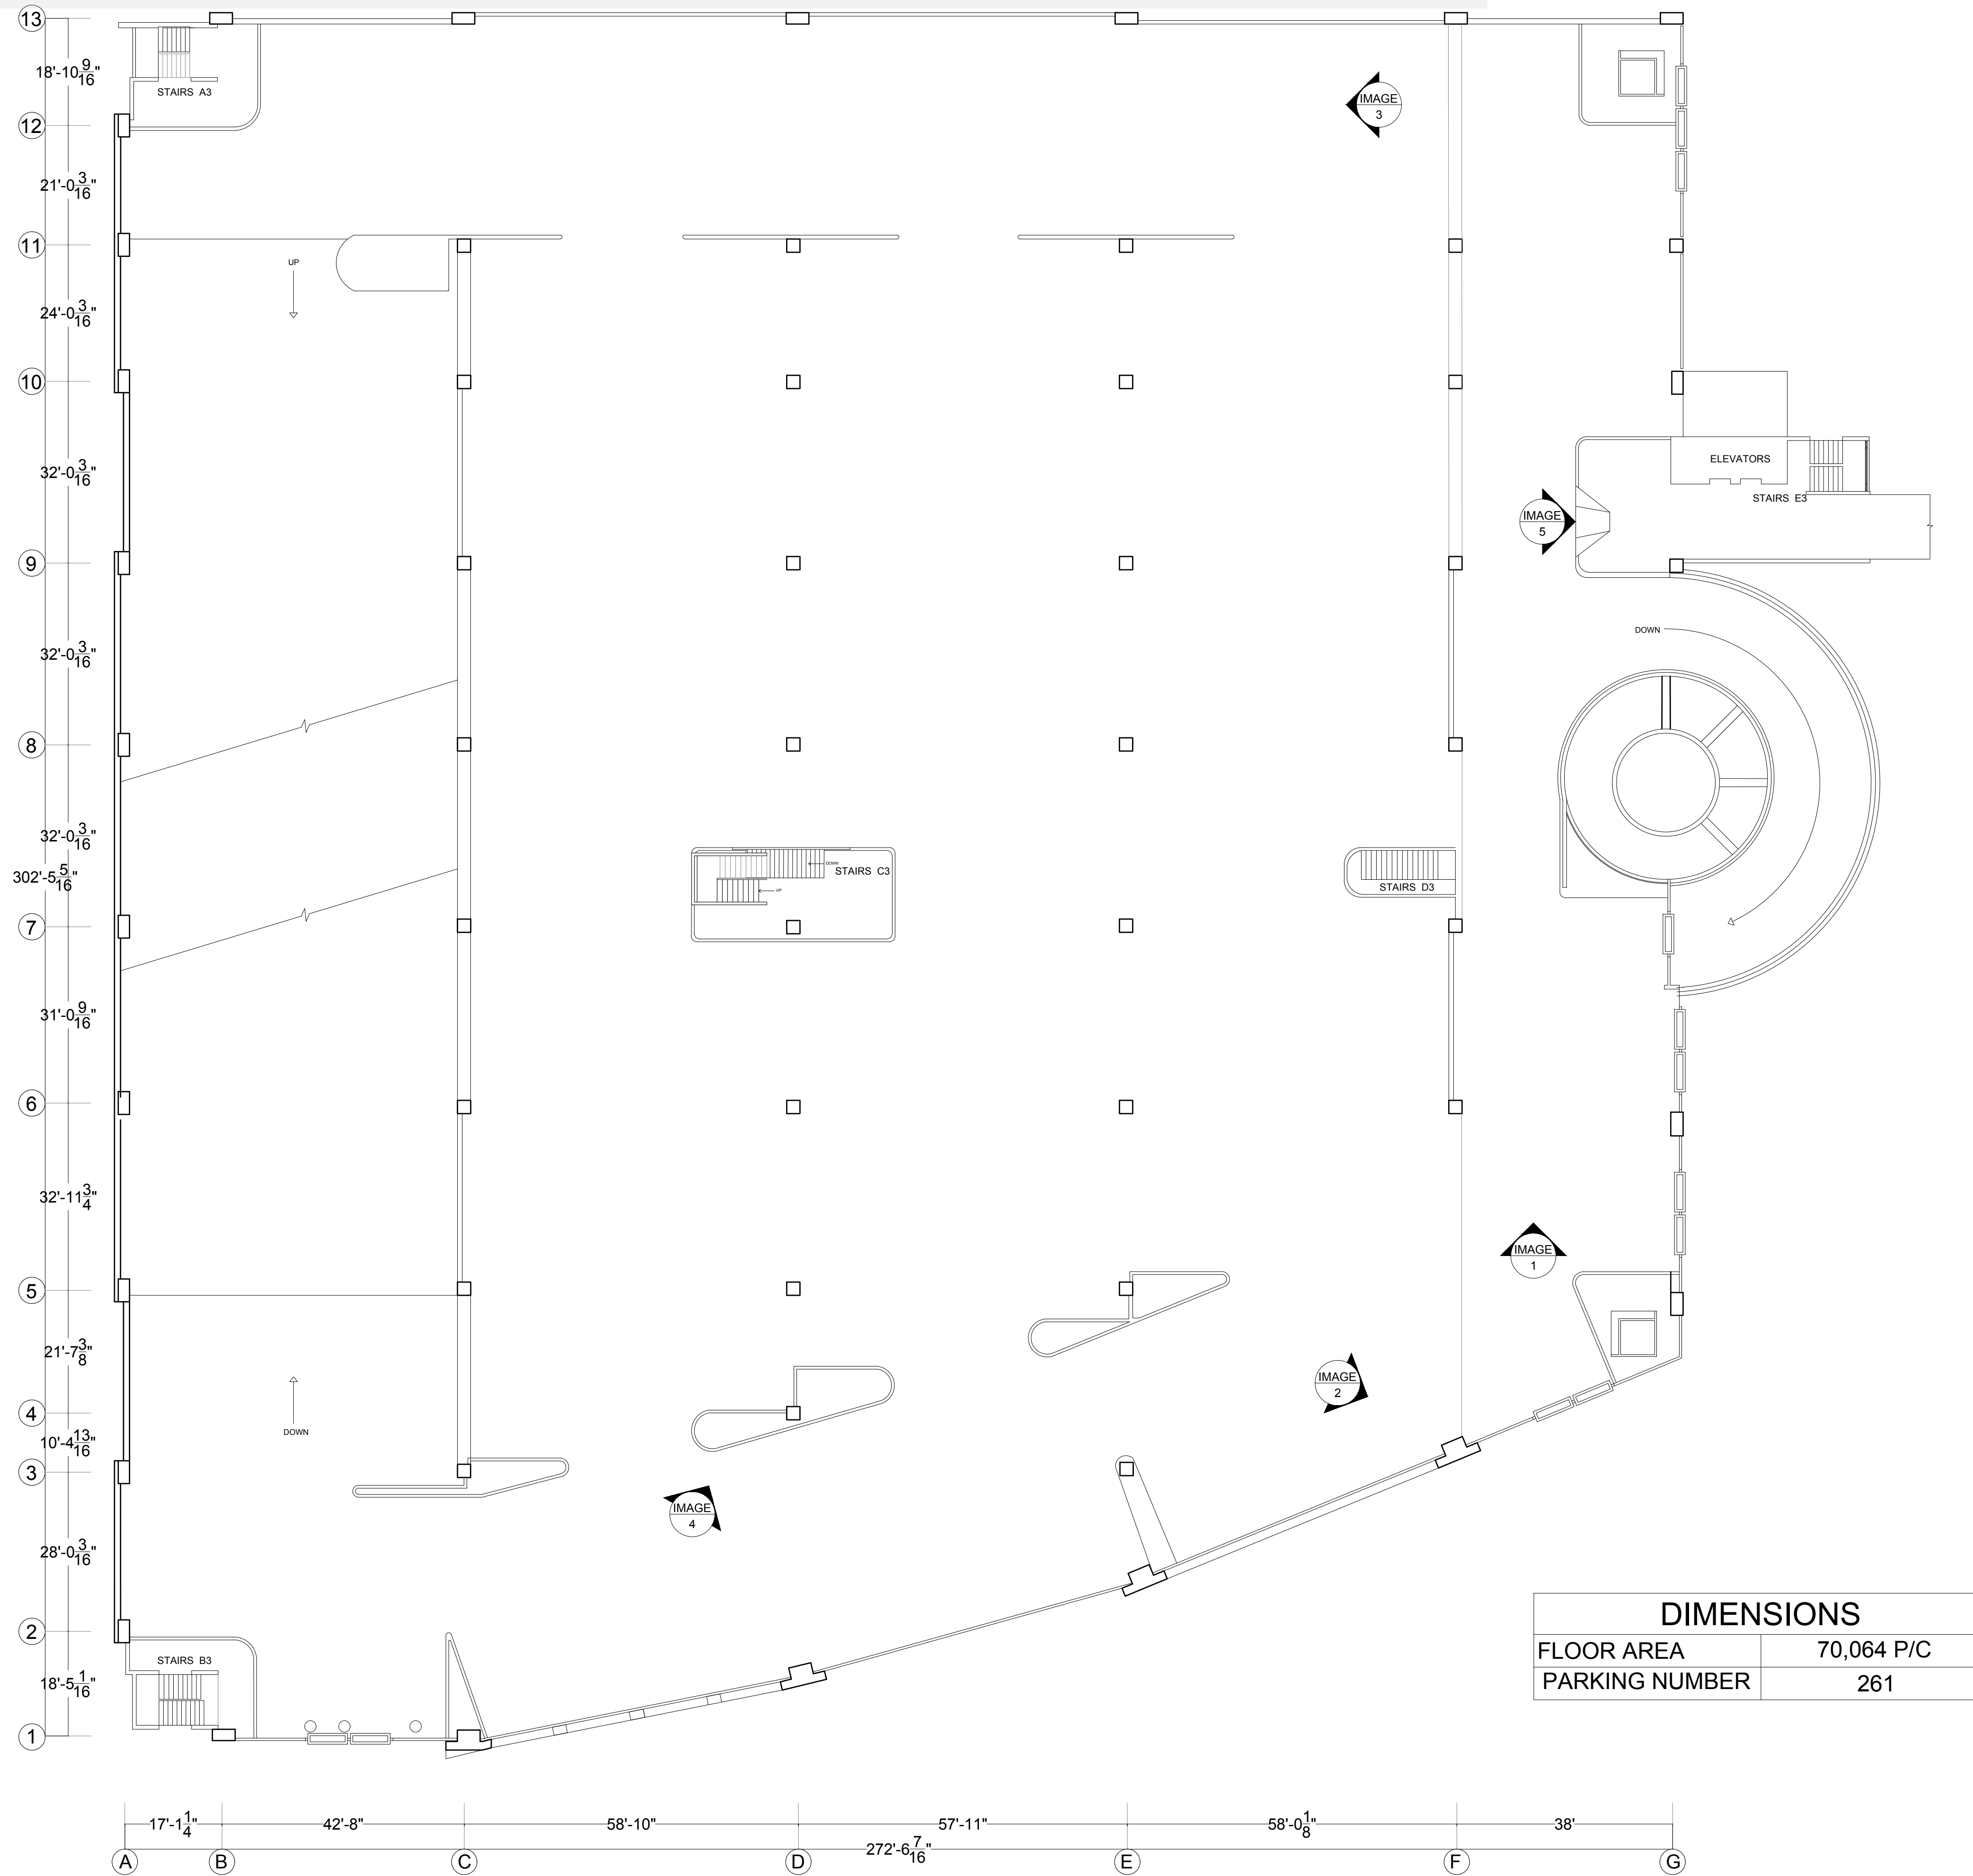 13
18'-10 9/16"
STAIRS A3
IMAGE
3
12
21'-0 3/16"
11
UP
24'-0 3/16"
10
ELEVATORS
32'-0 3/16"
STAIRS E3
IMAGE
5
9
DOWN
32'-0 3/16"
8
32'-0 3/16"
DOWN
STAIRS C3
UP
STAIRS D3
302'-5 5/16"
7
31'-0 9/16"
6
32'-11 3/4"
IMAGE
1
5
21'-7 3/8"
IMAGE
2
4
DOWN
10'-4 13/16"
3
IMAGE
4
28'-0 3/16"
2
STAIRS B3
18'-5 1/16"
1
DIMENSIONS
FLOOR AREA 70,064 P/C
PARKING NUMBER 261
17'-1 1/4" 42'-8" 58'-10" 57'-11" 58'-0 1/8" 38'
272'-6 7/16"
A B C D E F G